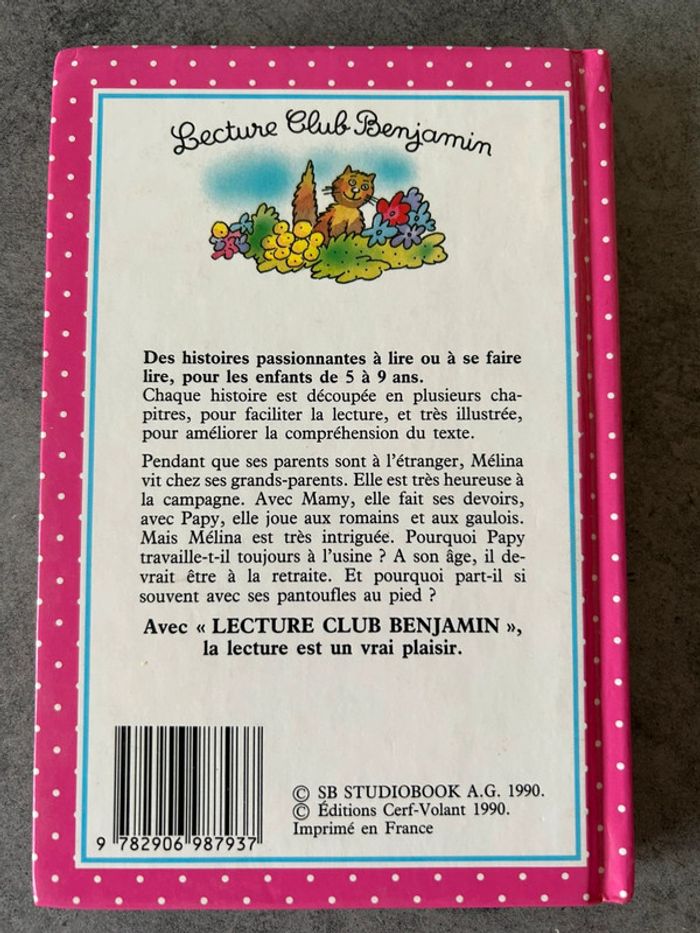 Lecture Club Benjamin
Des histoires passionnantes à lire ou à se faire
lire, pour les enfants de 5 à 9 ans.
Chaque histoire est découpée en plusieurs cha-
pitres, pour faciliter la lecture, et très illustrée,
pour améliorer la compréhension du texte.
Pendant que ses parents sont à l'étranger, Mélina
vit chez ses grands-parents. Elle est très heureuse à
la campagne. Avec Mamy, elle fait ses devoirs,
avec Papy, elle joue aux romains et aux gaulois.
Mais Mélina est très intriguée. Pourquoi Papy
travaille-t-il toujours à l'usine ? A son âge, il de-
vrait être à la retraite. Et pourquoi part-il si
souvent avec ses pantoufles au pied ?
Avec « LECTURE CLUB BENJAMIN »,
la lecture est un vrai plaisir.
© SB STUDIOBOOK A.G. 1990.
© Éditions Cerf-Volant 1990.
Imprimé en France
9 782906 987937